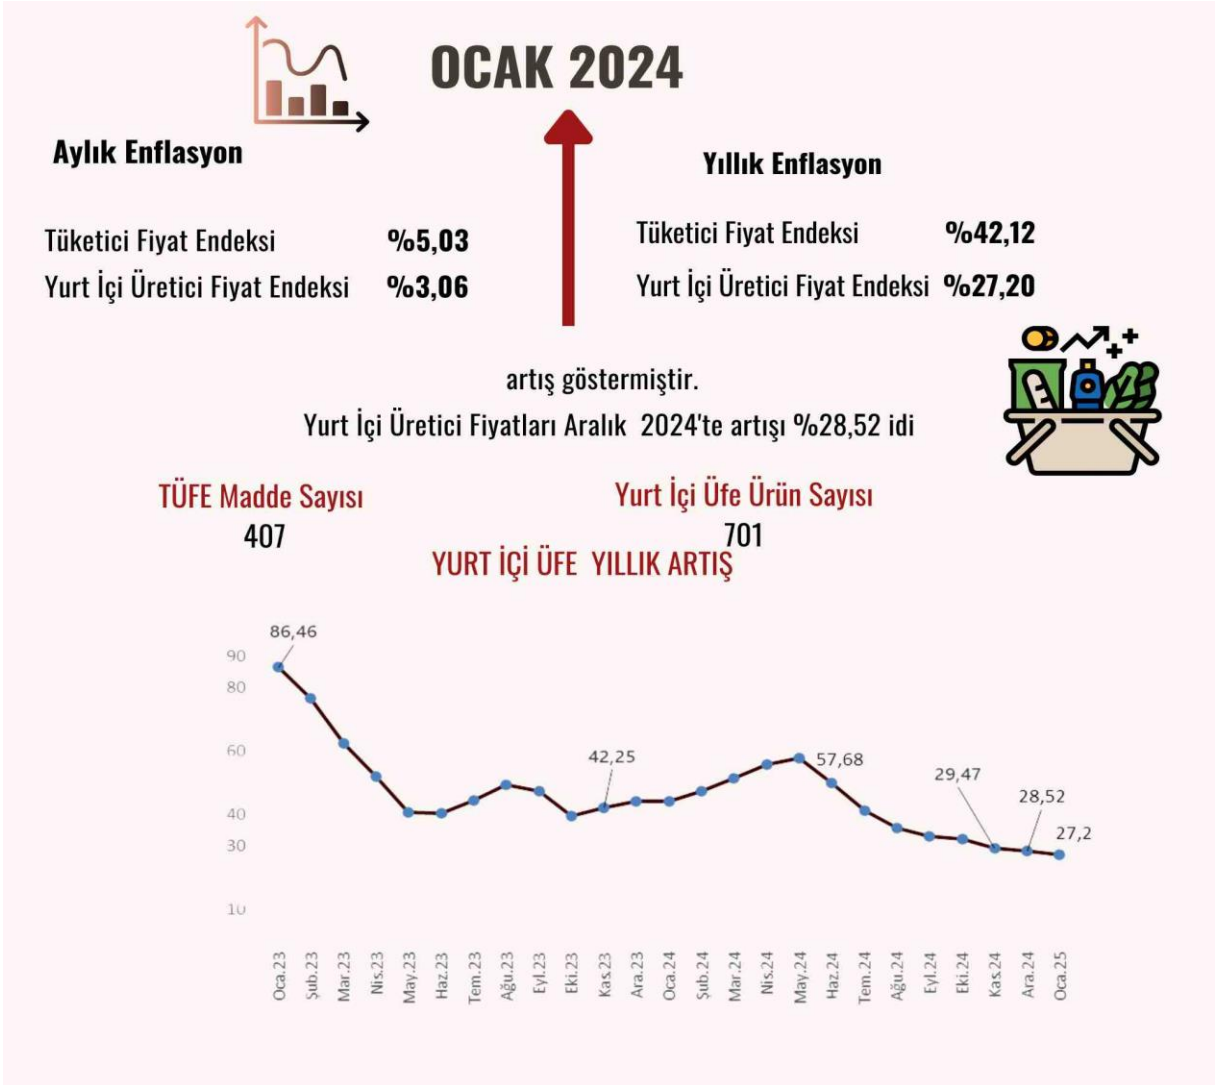 OCAK 2024
Aylık Enflasyon
Tüketici Fiyat Endeksi %5,03
Yurt İçi Üretici Fiyat Endeksi %3,06
Yıllık Enflasyon
Tüketici Fiyat Endeksi %42,12
Yurt İçi Üretici Fiyat Endeksi %27,20
artış göstermiştir.
Yurt İçi Üretici Fiyatları Aralık 2024'te artışı %28,52 idi
TÜFE Madde Sayısı
407
Yurt İçi Üfe Ürün Sayısı
701
YURT İÇİ ÜFE YILLIK ARTIŞ
86,46
42,25
57,68
29,47
28,52
27,2
90
80
60
40
30
10
Oca.23
Şub.23
Mar.23
Nis.23
May.23
Haz.23
Tem.23
Ağu.23
Eyl.23
Eki.23
Kas.23
Ara.23
Oca.24
Şub.24
Mar.24
Nis.24
May.24
Haz.24
Tem.24
Ağu.24
Eyl.24
Eki.24
Kas.24
Ara.24
Oca.25